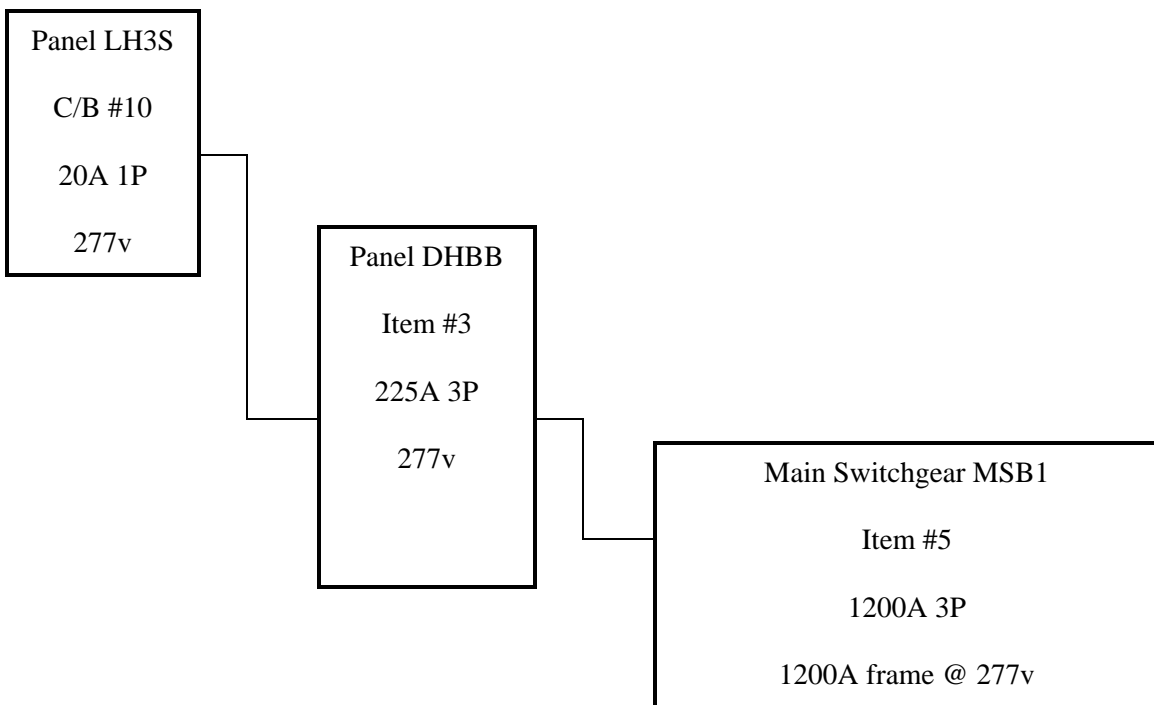 Panel LH3S
C/B #10
20A 1P
277v
Panel DHBB
Item #3
225A 3P
277v
Main Switchgear MSB1
Item #5
1200A 3P
1200A frame @ 277v